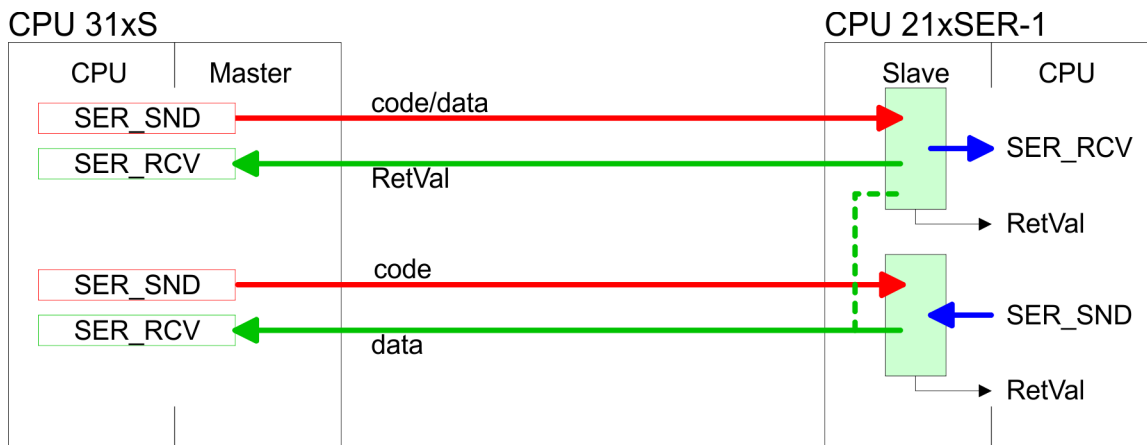 CPU 31xS
CPU 21xSER-1
CPU
Master
Slave
CPU
SER_SND
code/data
SER_RCV
SER_RCV
RetVal
RetVal
SER_SND
code
SER_SND
SER_RCV
data
RetVal